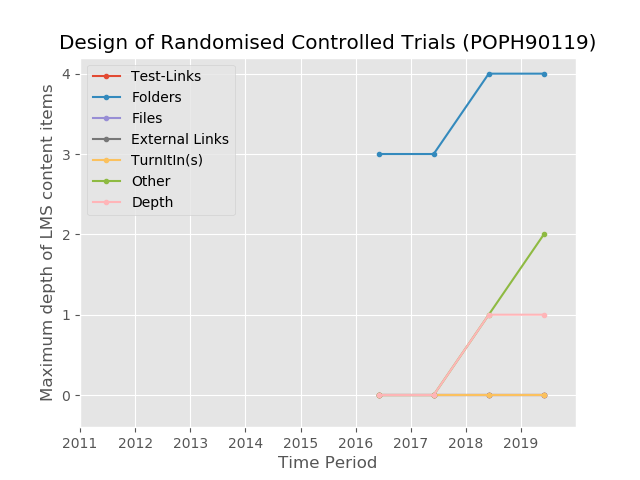 Design of Randomised Controlled Trials (POPH90119)
Maximum depth of LMS content items
4
3
2
1
0
Test-Links
Folders
Files
External Links
TurnItIn(s)
Other
Depth
2011 2012 2013 2014 2015 2016 2017 2018 2019
Time Period